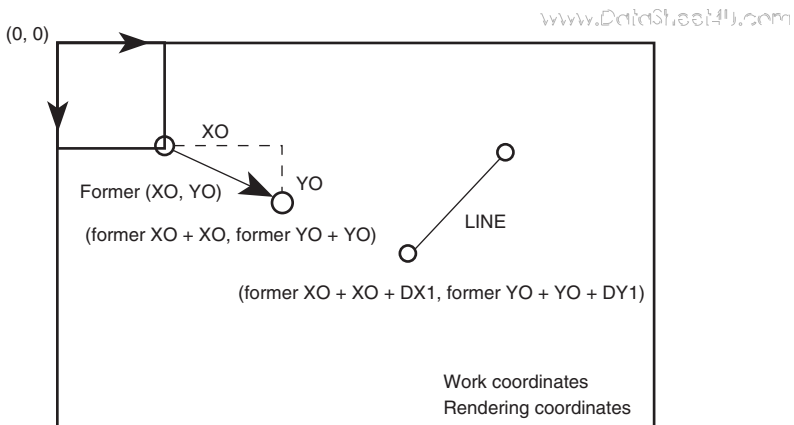 www.DataSheet4U.com
(0, 0)
XO
YO
Former (XO, YO)
(former XO + XO, former YO + YO)
LINE
(former XO + XO + DX1, former YO + YO + DY1)
Work coordinates
Rendering coordinates